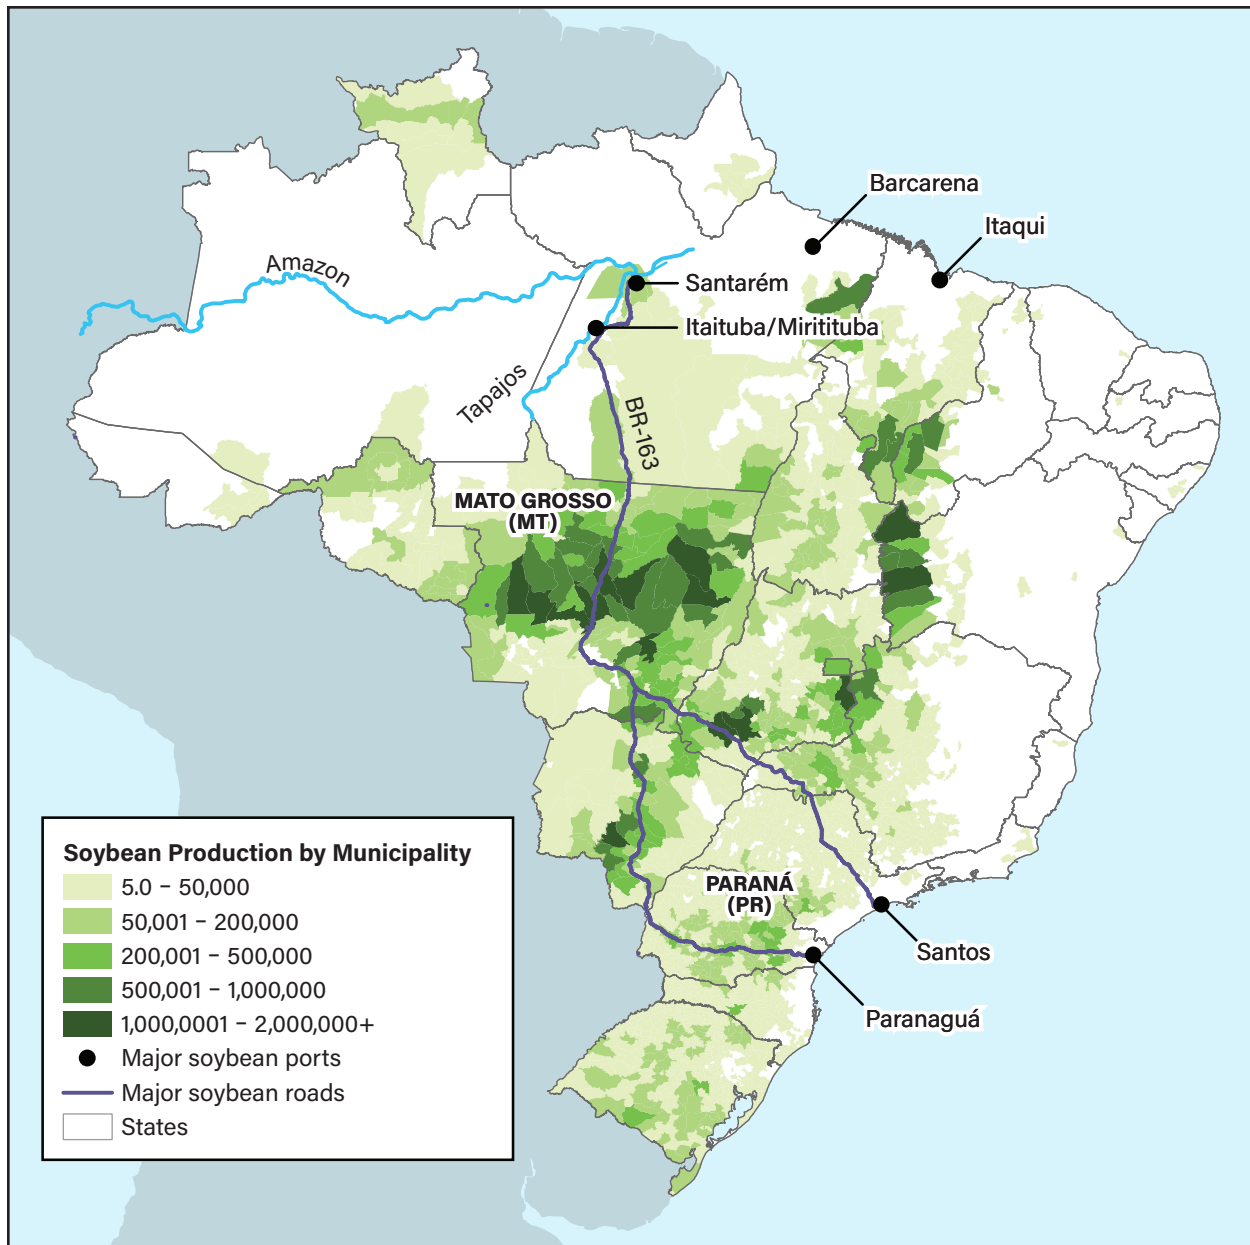 Barcarena
Itaqui
Amazon
Santarém
Itaituba/Miritituba
Tapajos
BR-163
MATO GROSSO
(MT)
PARANÁ
(PR)
Santos
Paranaguá
Soybean Production by Municipality
5.0 – 50,000
50,001 – 200,000
200,001 – 500,000
500,001 – 1,000,000
1,000,0001 – 2,000,000+
Major soybean ports
Major soybean roads
States